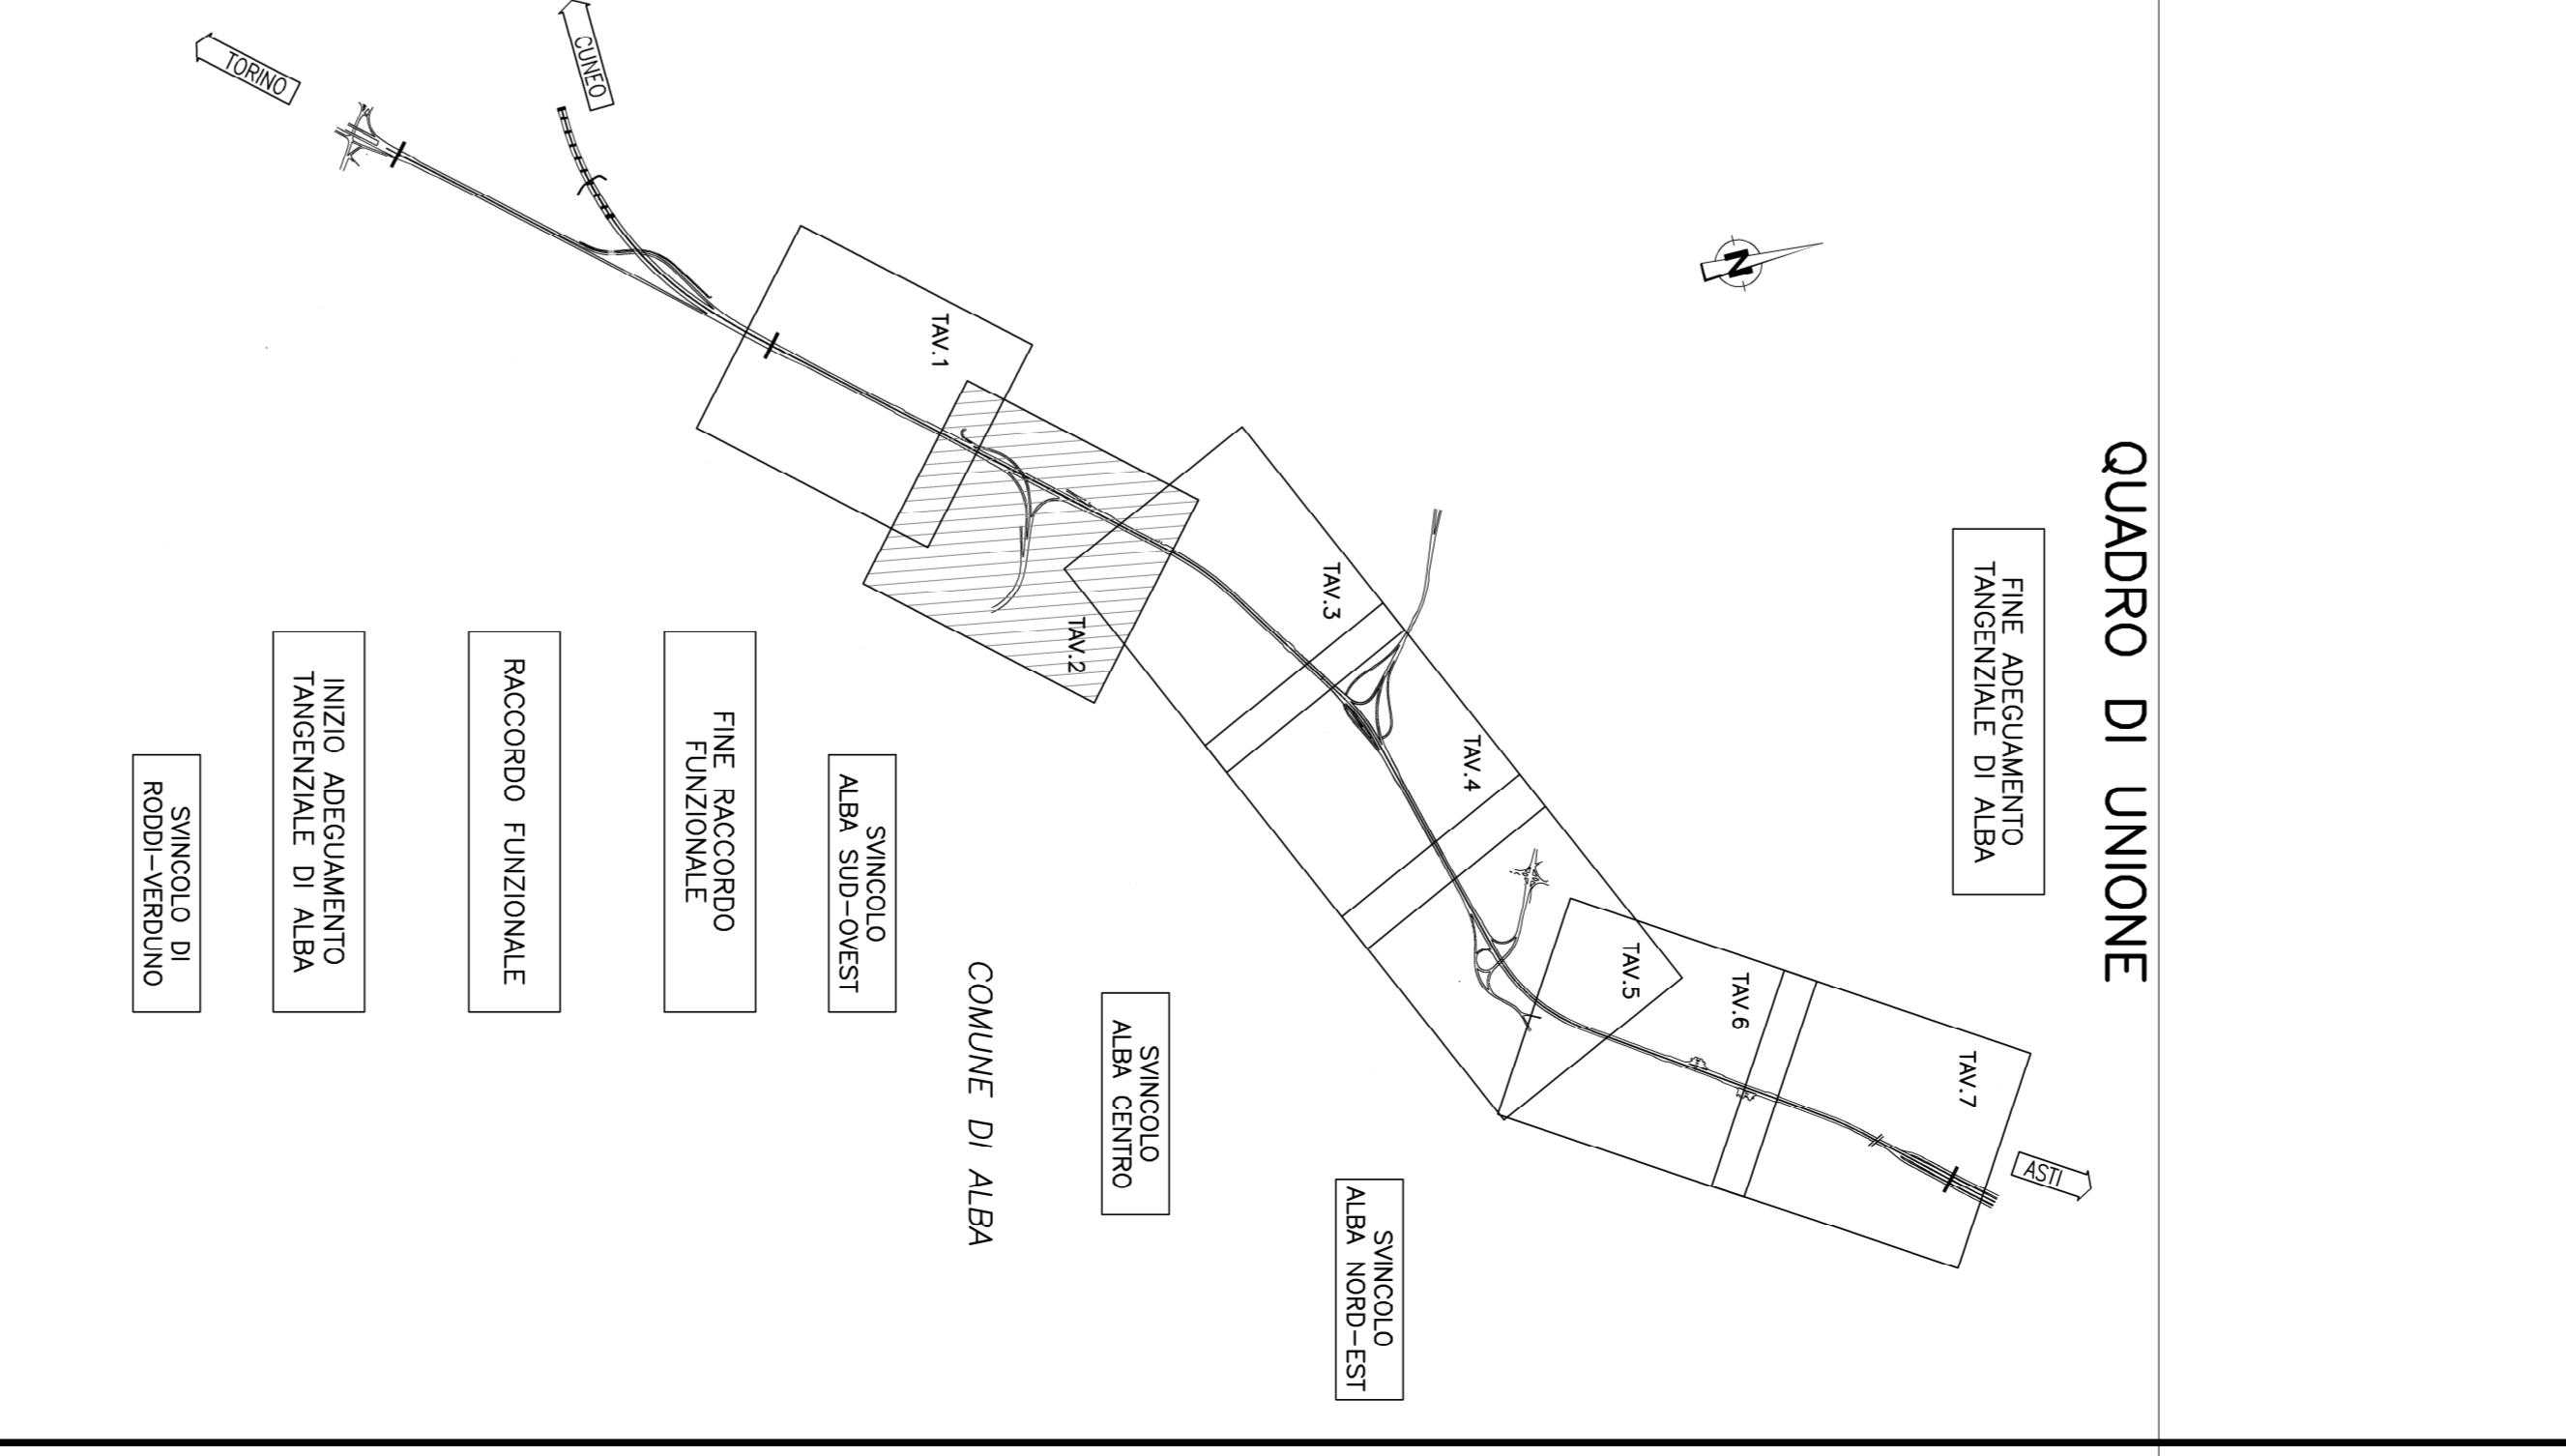 QUADRO DI UNIONE
FINE ADEGUAMENTO
TANGENZIALE DI ALBA
ASTI
TAV.7
TAV.6
N
TAV.5
TAV.4
SVINCOLO
ALBA NORD-EST
TAV.3
SVINCOLO
ALBA CENTRO
TAV.2
COMUNE DI ALBA
TAV.1
SVINCOLO
ALBA SUD-OVEST
FINE RACCORDO
FUNZIONALE
CUNEO
RACCORDO FUNZIONALE
INIZIO ADEGUAMENTO
TANGENZIALE DI ALBA
TORINO
SVINCOLO DI
RODDI-VERDUNO